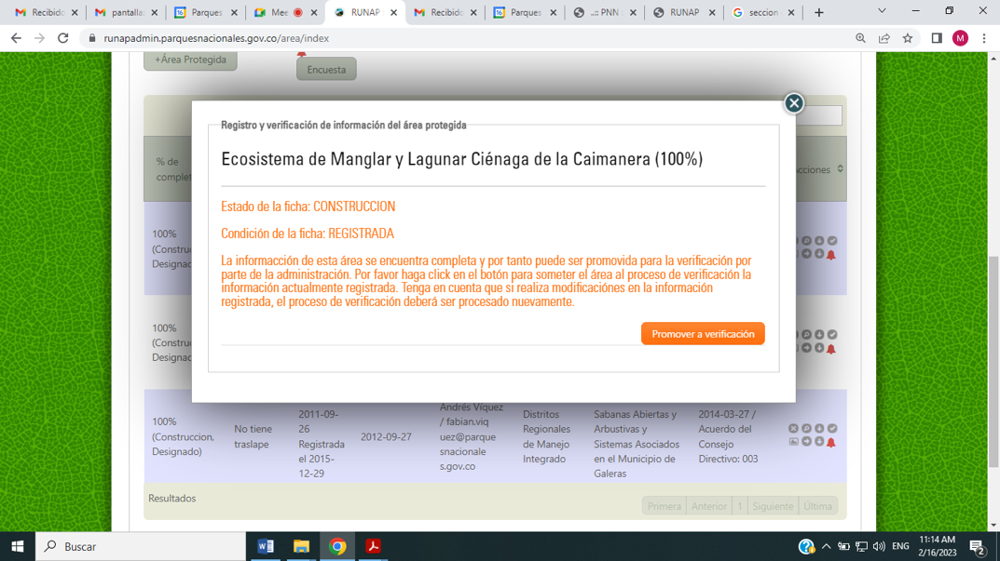 Recibido
pantalla
Parques
Mee
RUNAP
Recibido
Parques
..:: PNN
RUNAP
seccion
runapadmin.parquesnacionales.gov.co/area/index
M
+Área Protegida
Encuesta
Registro y verificación de información del área protegida
Ecosistema de Manglar y Lagunar Ciénaga de la Caimanera (100%)
Estado de la ficha: CONSTRUCCION
Condición de la ficha: REGISTRADA
La informacción de esta área se encuentra completa y por tanto puede ser promovida para la verificación por
parte de la administración. Por favor haga click en el botón para someter el área al proceso de verificación la
información actualmente registrada. Tenga en cuenta que si realiza modificaciónes en la información
registrada, el proceso de verificación deberá ser procesado nuevamente.
Promover a verificación
% de
complet
Acciones
100%
(Construc
Designad
100%
(Construc
Designad
100%
(Construccion,
Designado)
No tiene
traslape
2011-09-
26
Registrada
el 2015-
12-29
2012-09-27
Andrés Viquez
/ fabian.viq
uez@parque
snacionale
s.gov.co
Distritos
Regionales
de Manejo
Integrado
Sabanas Abiertas y
Arbustivas y
Sistemas Asociados
en el Municipio de
Galeras
2014-03-27 /
Acuerdo del
Consejo
Directivo: 003
Resultados
Primera Anterior 1 Siguiente Última
Buscar
ENG
11:14 AM
2/16/2023
2